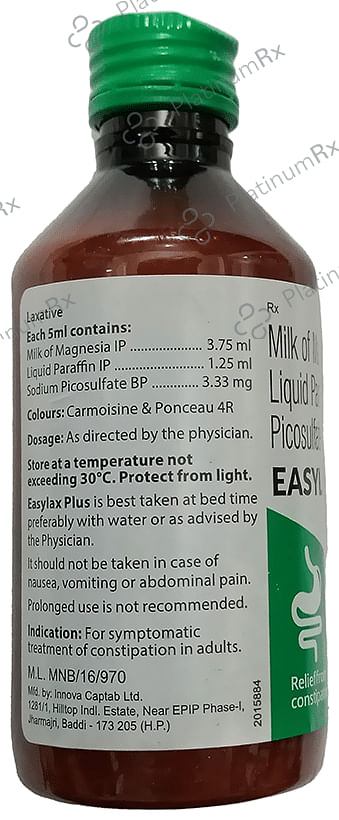 Laxative
Each 5ml contains:
Milk of Magnesia IP ..................... 3.75 ml
Liquid Paraffin IP ........................ 1.25 ml
Sodium Picosulfate BP ............. 3.33 mg
Colours: Carmoisine & Ponceau 4R
Dosage: As directed by the physician.
Store at a temperature not
exceeding 30°C. Protect from light.
Easylax Plus is best taken at bed time
preferably with water or as advised by
the Physician.
It should not be taken in case of
nausea, vomiting or abdominal pain.
Prolonged use is not recommended.
Indication: For symptomatic
treatment of constipation in adults.
M.L. MNB/16/970
Mfd. by: Innova Captab Ltd.
1281/1, Hilltop Indl. Estate, Near EPIP Phase-I,
Jharmajri, Baddi - 173 205 (H.P.)
2015884
Rx
Milk of M
Liquid Pa
Picosulfa
EASYL
Relief from
constipa
PlatinumRx
PlatinumRx
PlatinumRx